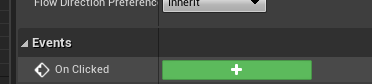 Flow Direction Preference
Inherit
Events
On Clicked
+